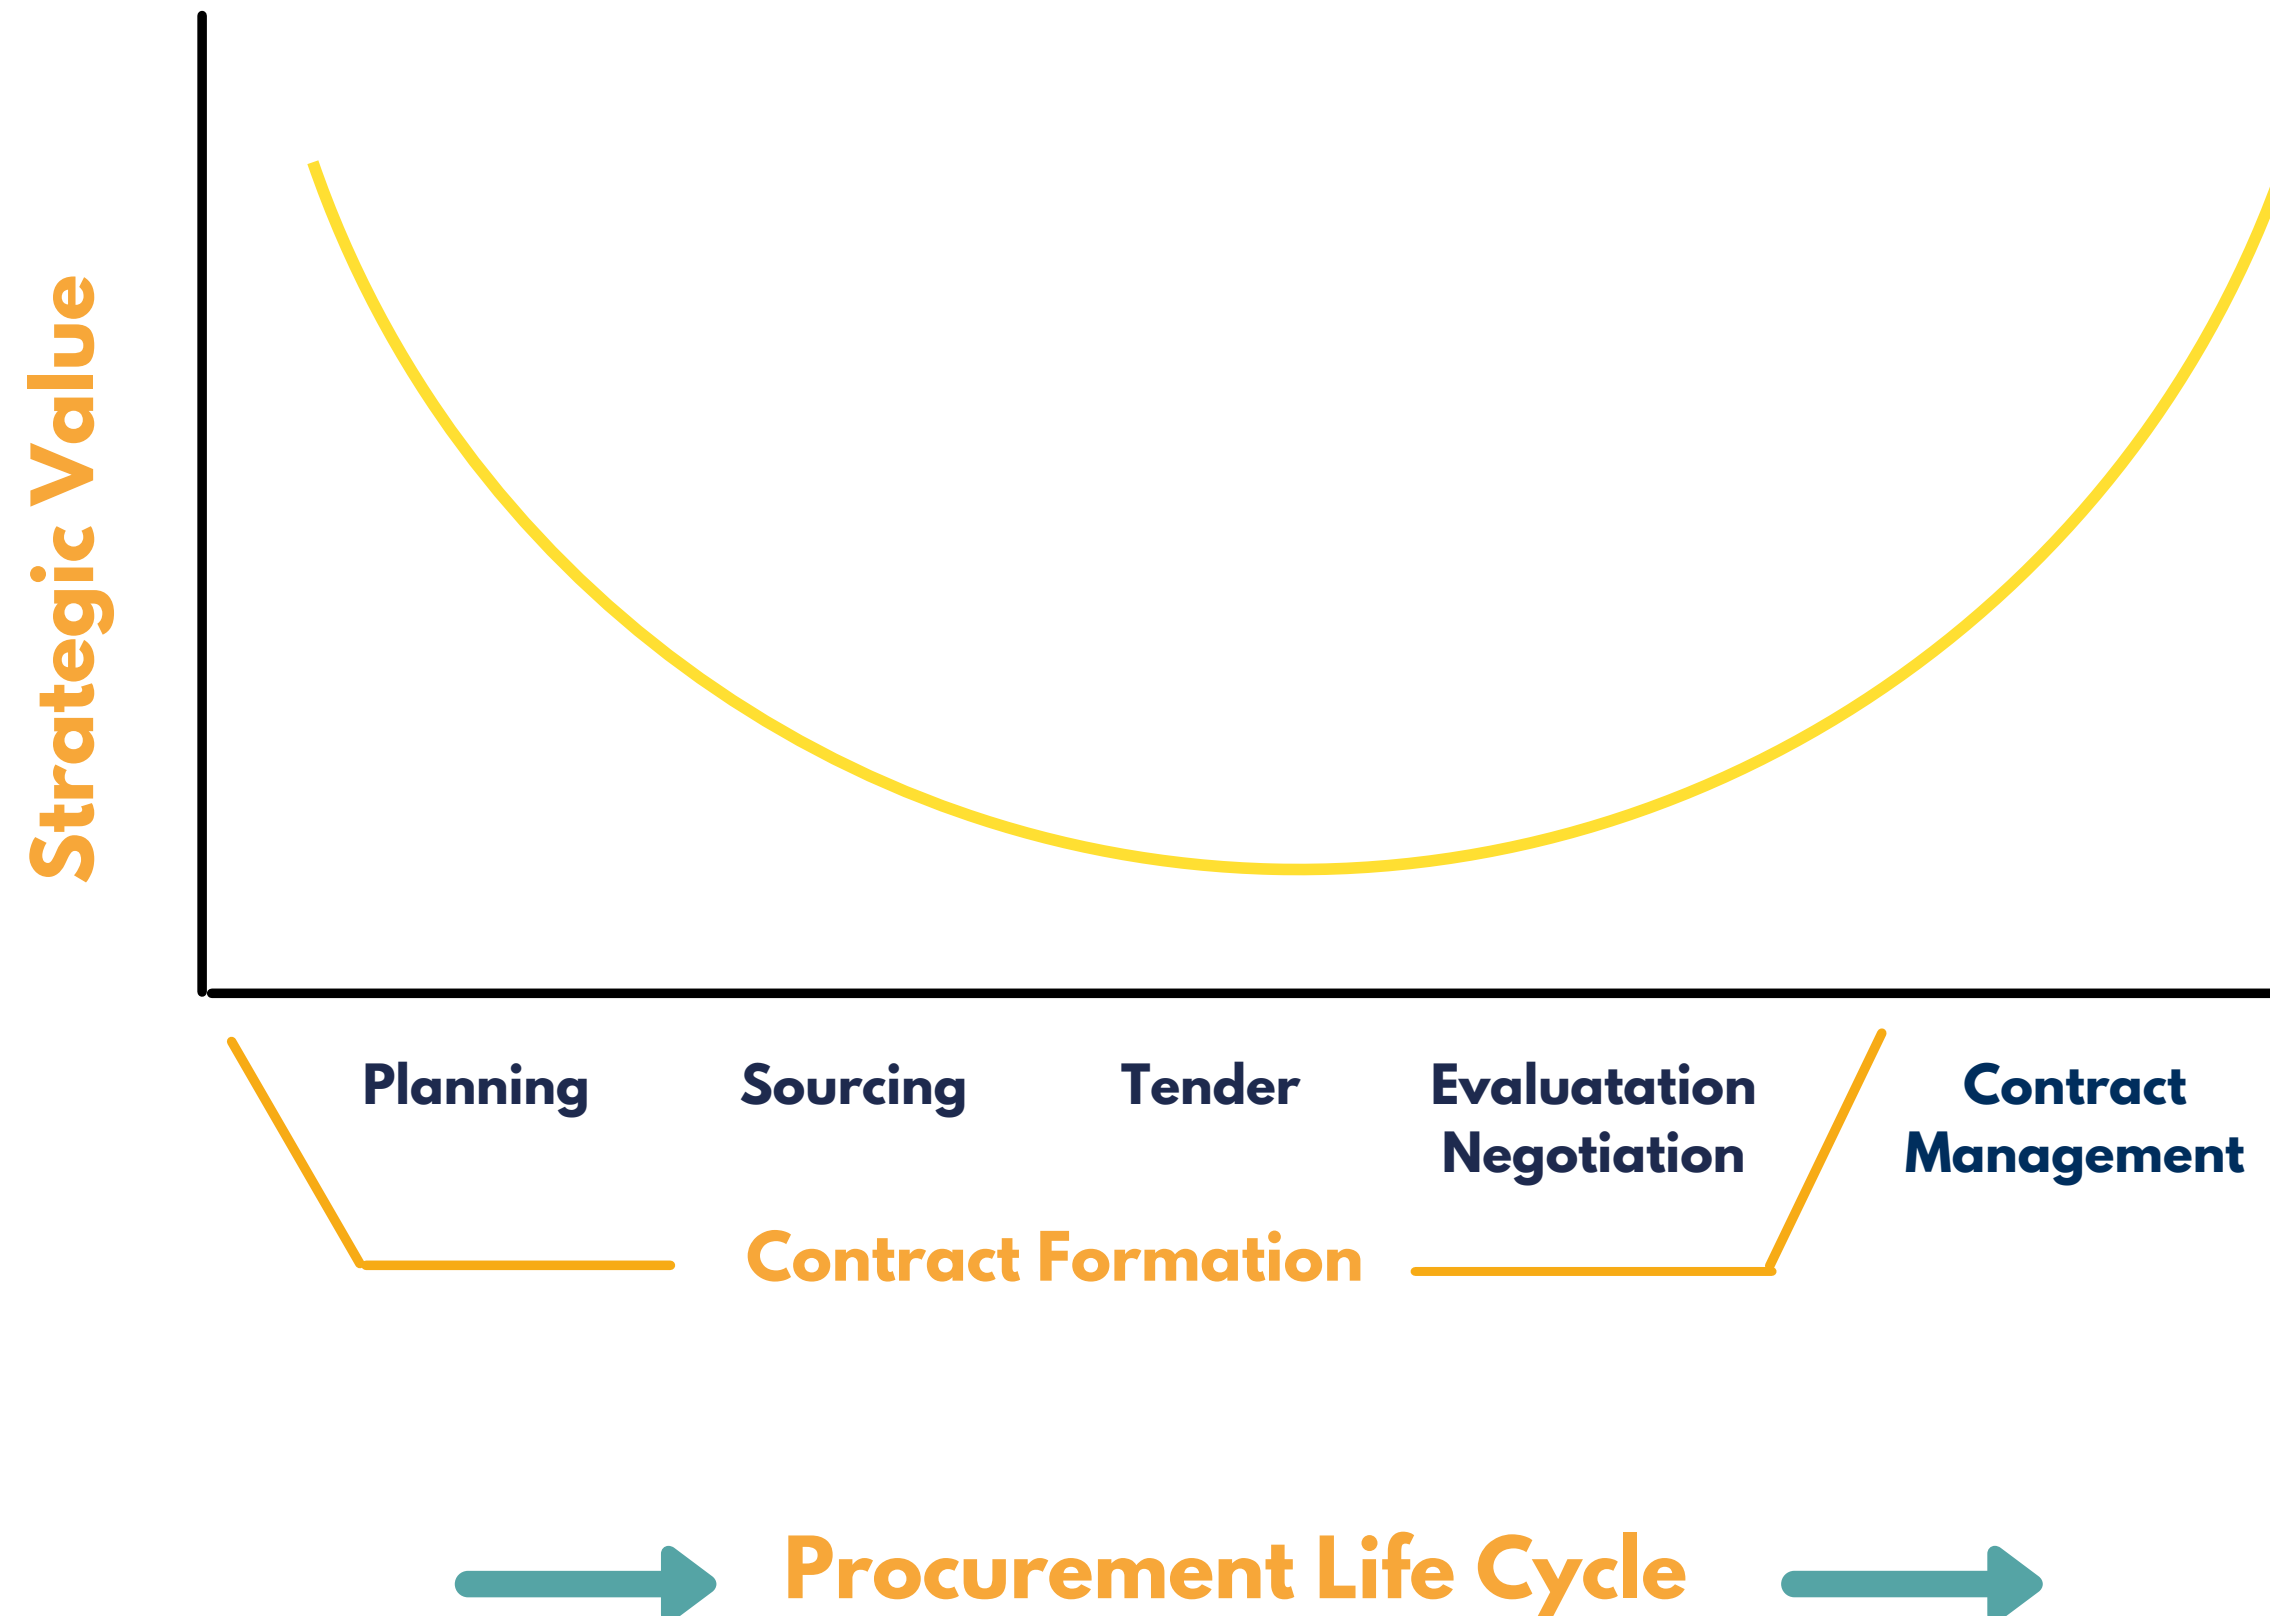 Strategic Value
Planning
Sourcing
Tender
Evaluatation
Negotiation
Contract
Management
Contract Formation
Procurement Life Cycle